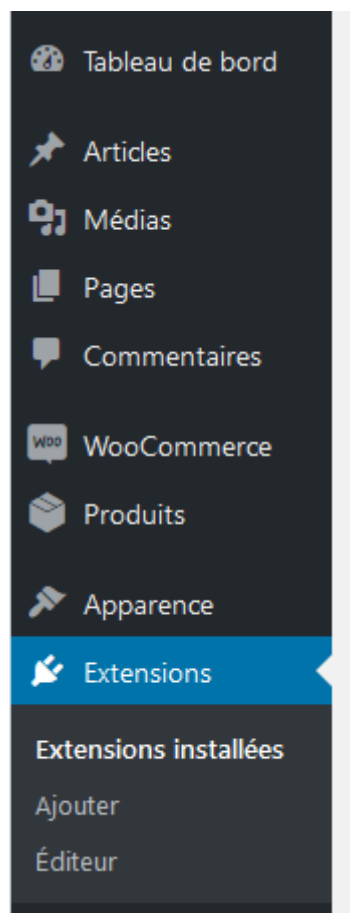 Tableau de bord
Articles
Médias
Pages
Commentaires
Woo WooCommerce
Produits
Apparence
Extensions
Extensions installées
Ajouter
Éditeur